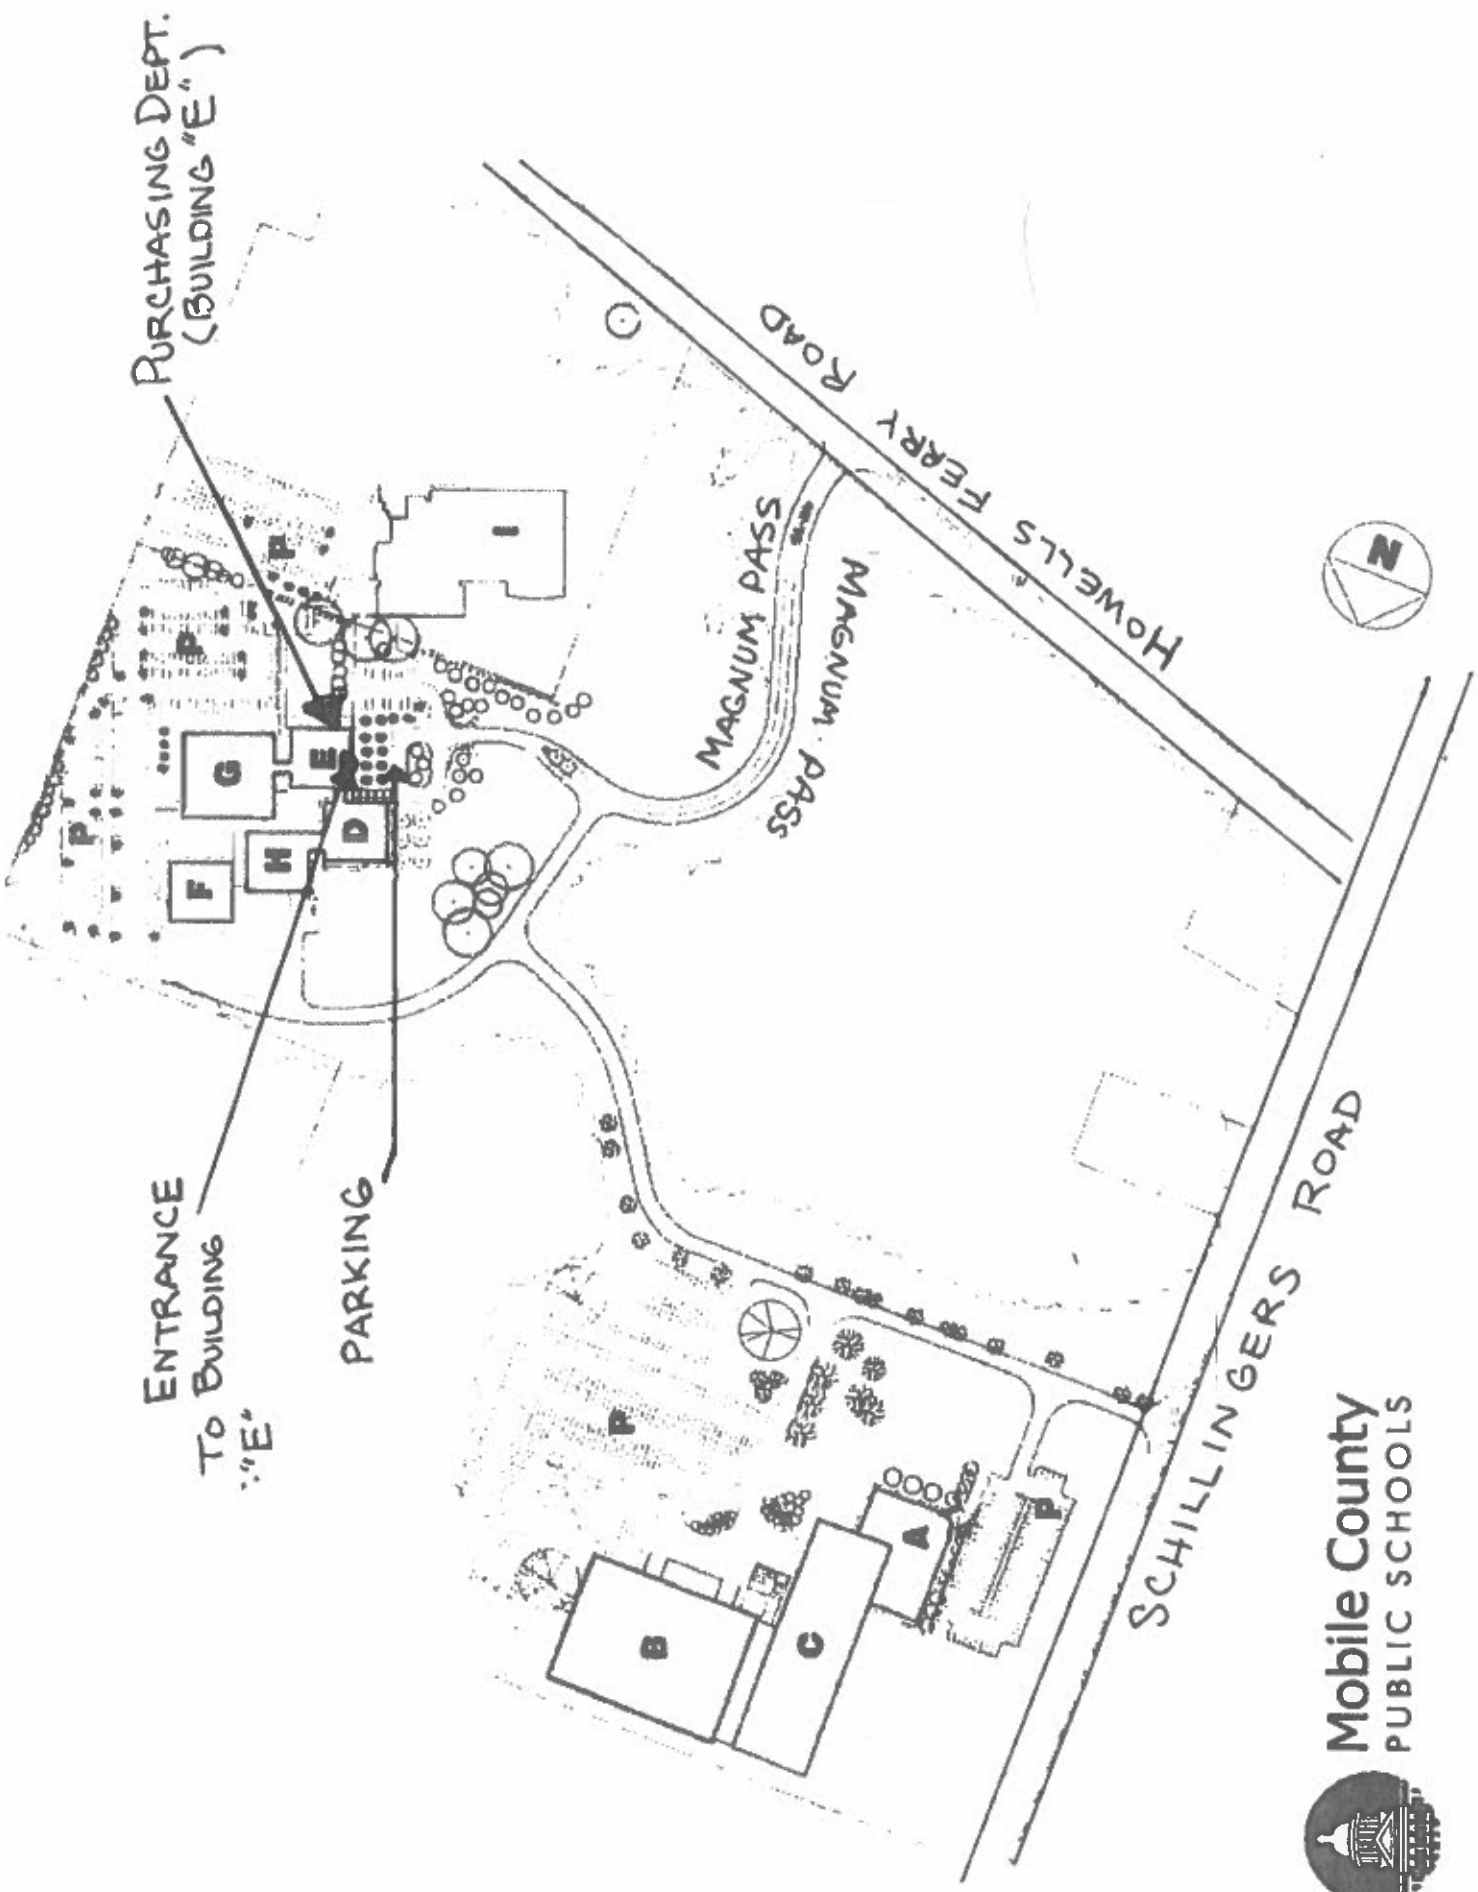 PURCHASING DEPT.
(BUILDING "E")
ENTRANCE
TO BUILDING
"E"
PARKING
HOWELLS FERRY ROAD
MAGNUM PASS
MAGNUM PASS
SCHILLINGERS ROAD
N
P
P
P
P
P
A
B
C
D
E
F
G
H
I
Mobile County
PUBLIC SCHOOLS